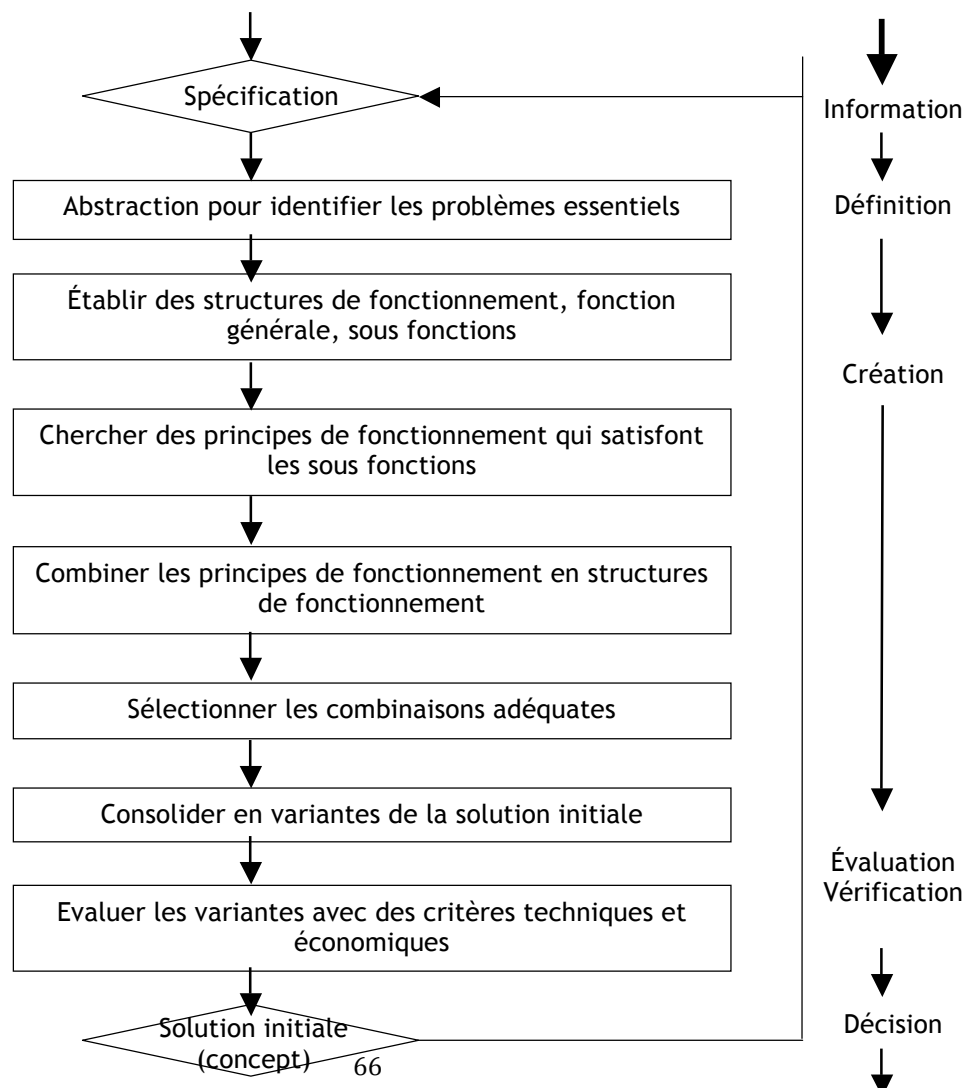 Spécification
Abstraction pour identifier les problèmes essentiels
Établir des structures de fonctionnement, fonction
générale, sous fonctions
Chercher des principes de fonctionnement qui satisfont
les sous fonctions
Combiner les principes de fonctionnement en structures
de fonctionnement
Sélectionner les combinaisons adéquates
Consolider en variantes de la solution initiale
Evaluer les variantes avec des critères techniques et
économiques
Solution initiale
(concept)
66
Information
Définition
Création
Évaluation
Vérification
Décision